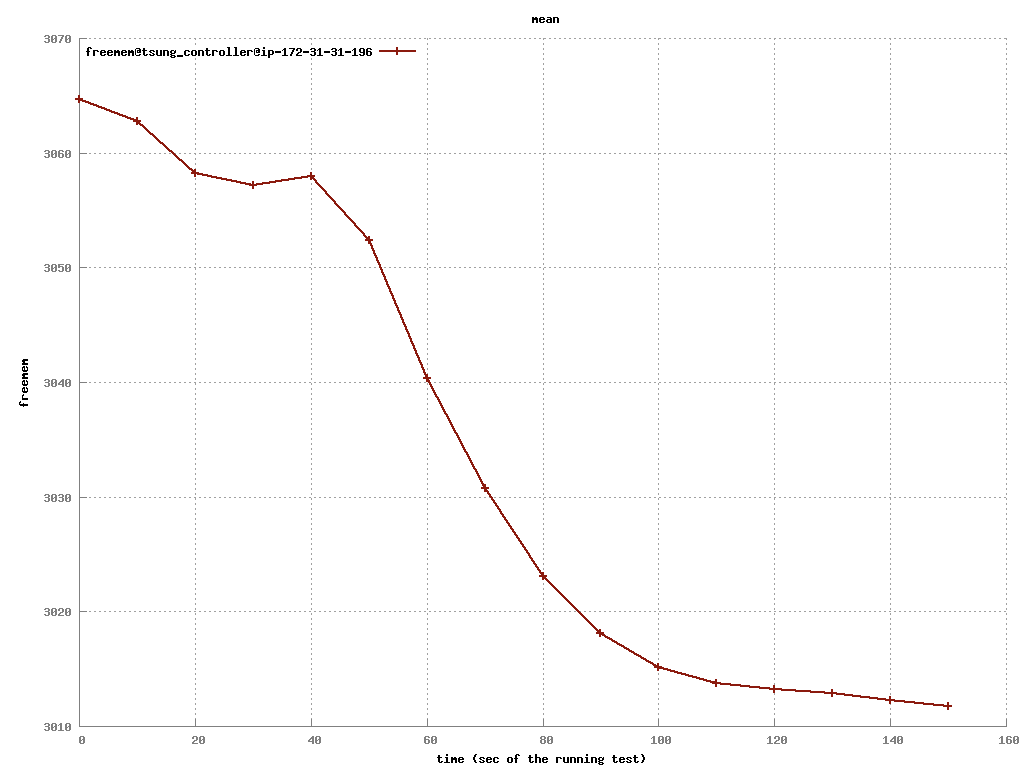 mean
3070
freemem@tsung_controller@ip-172-31-31-196
3060
3050
3040
3030
3020
3010
freemem
0 20 40 60 80 100 120 140 160
time (sec of the running test)